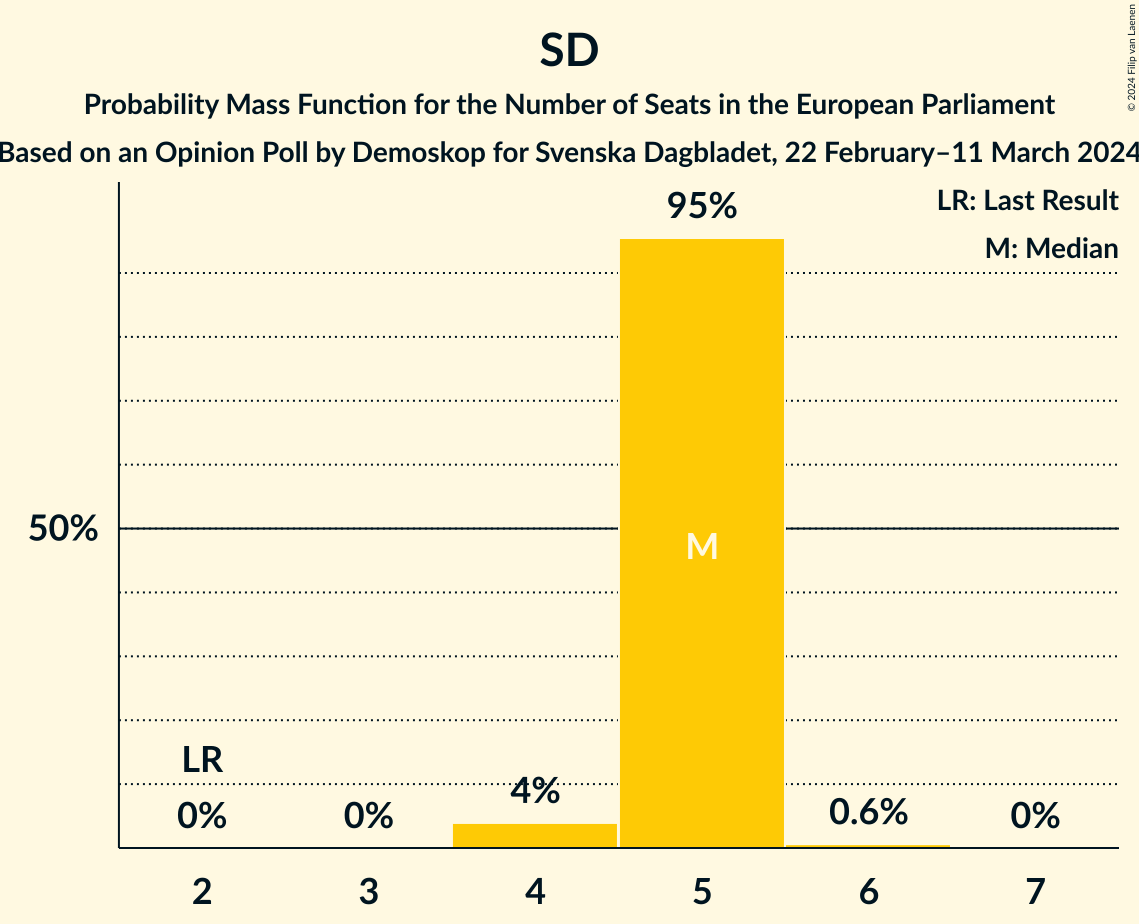 SD
Probability Mass Function for the Number of Seats in the European Parliament
Based on an Opinion Poll by Demoskop for Svenska Dagbladet, 22 February–11 March 2024
© 2024 Filip van Laenen
LR: Last Result
M: Median
95%
50%
M
LR
0%
0%
4%
0.6%
0%
2 3 4 5 6 7